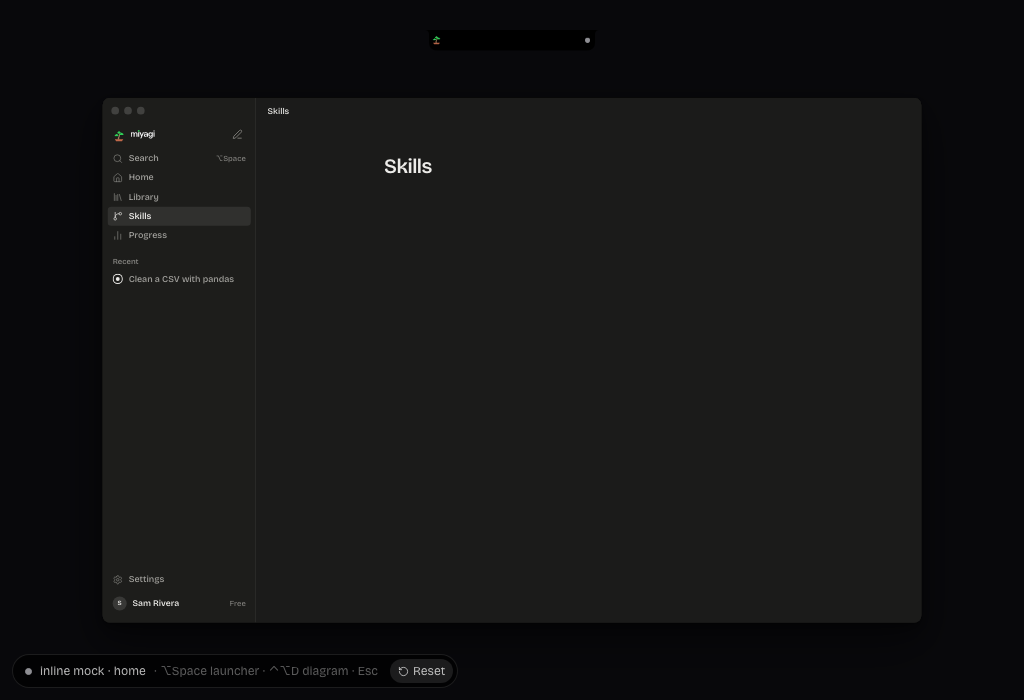 Skills
miyagi
Search ⌥Space
Home
Library
Skills
Progress
Recent
Clean a CSV with pandas
Skills
Settings
S Sam Rivera Free
inline mock · home · ⌥Space launcher · ^⌥D diagram · Esc Reset